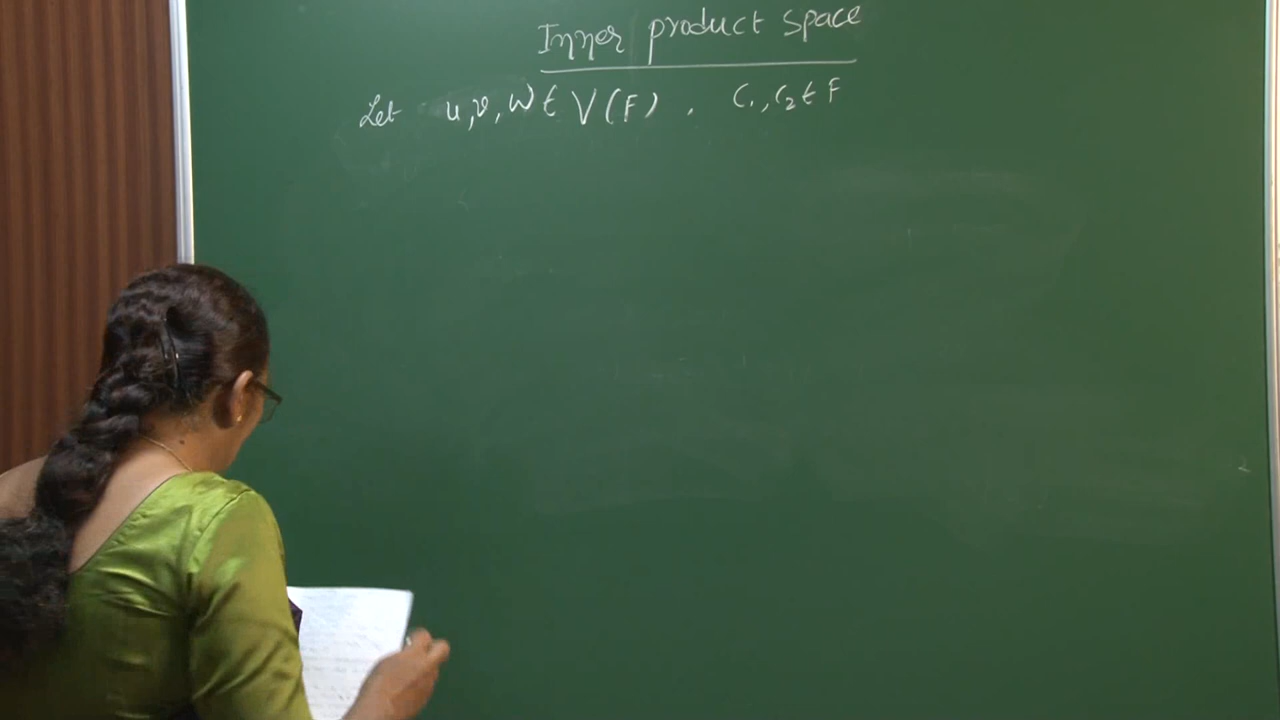 Inner product space
Let u,v,w ∈ V(F). C₁,C₂ ∈ F